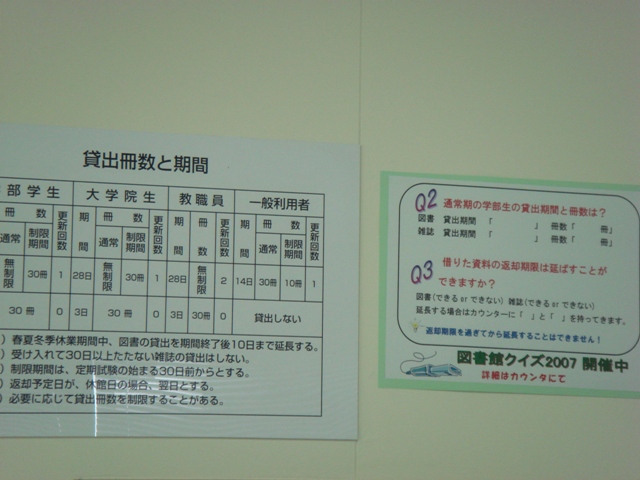 貸出冊数と期間
部学生 大学院生 教職員 一般利用者
冊数 更新回数 期間 冊数 更新回数 期間 冊数 更新回数 期間 冊数 更新回数
通常 制限期間 通常 制限期間 通常 制限期間
無制限 30冊 1 28日 無制限 30冊 1 28日 無制限 2 14日 30冊 10冊 1
30冊 0 3日 30冊 0 3日 30冊 0 貸出しない
)春夏冬季休業期間中、図書の貸出を期間終了後10日まで延長する。
)受け入れて30日以上たたない雑誌の貸出はしない。
)制限期間は、定期試験の始まる30日前からとする。
)返却予定日が、休館日の場合、翌日とする。
)必要に応じて貸出冊数を制限することがある。
Q2 通常期の学部生の貸出期間と冊数は?
図書 貸出期間 「 」 冊数「 冊」
雑誌 貸出期間 「 」 冊数「 冊」
Q3 借りた資料の返却期限は延ばすことが
できますか?
図書(できる or できない) 雑誌(できる or できない)
延長する場合はカウンターに「 」と「 」を持ってきます。
返却期限を過ぎてから延長することはできません!
図書館クイズ2007 開催中
詳細はカウンタにて